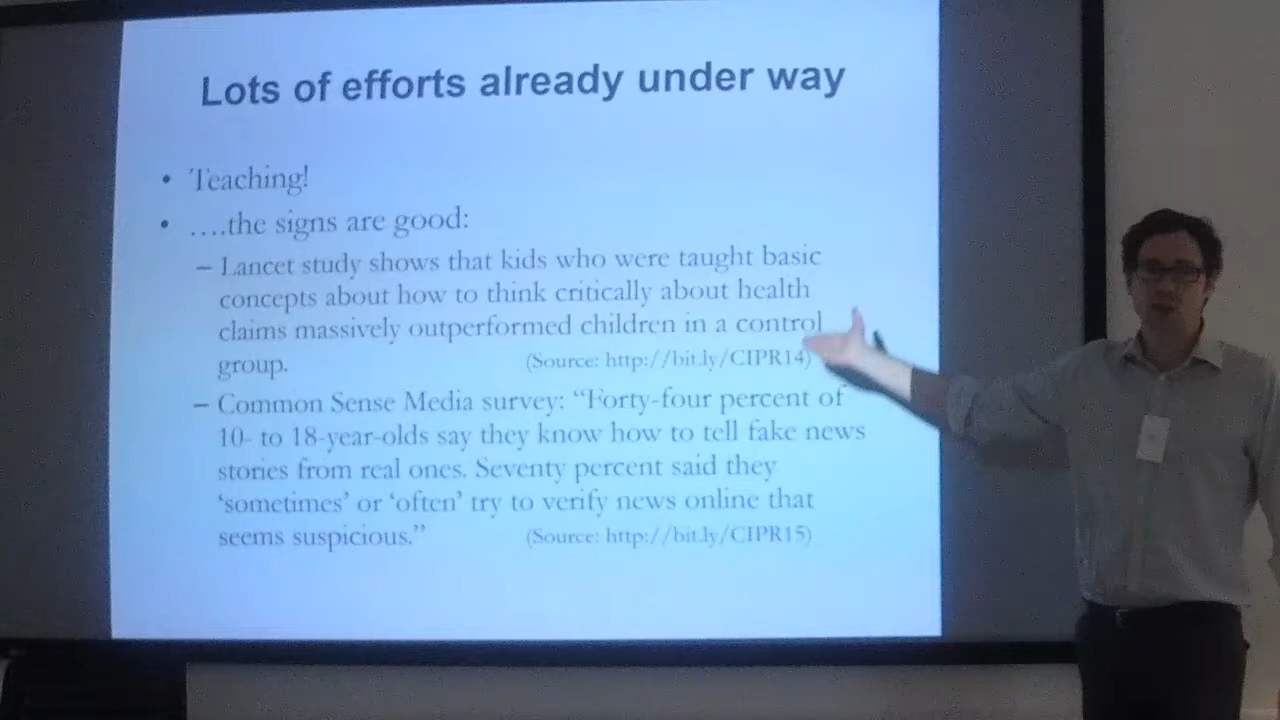 Lots of efforts already under way
• Teaching!
• ….the signs are good:
– Lancet study shows that kids who were taught basic
concepts about how to think critically about health
claims massively outperformed children in a control
group. (Source: http://bit.ly/CIPR14)
– Common Sense Media survey: “Forty-four percent of
10- to 18-year-olds say they know how to tell fake news
stories from real ones. Seventy percent said they
‘sometimes’ or ‘often’ try to verify news online that
seems suspicious.” (Source: http://bit.ly/CIPR15)